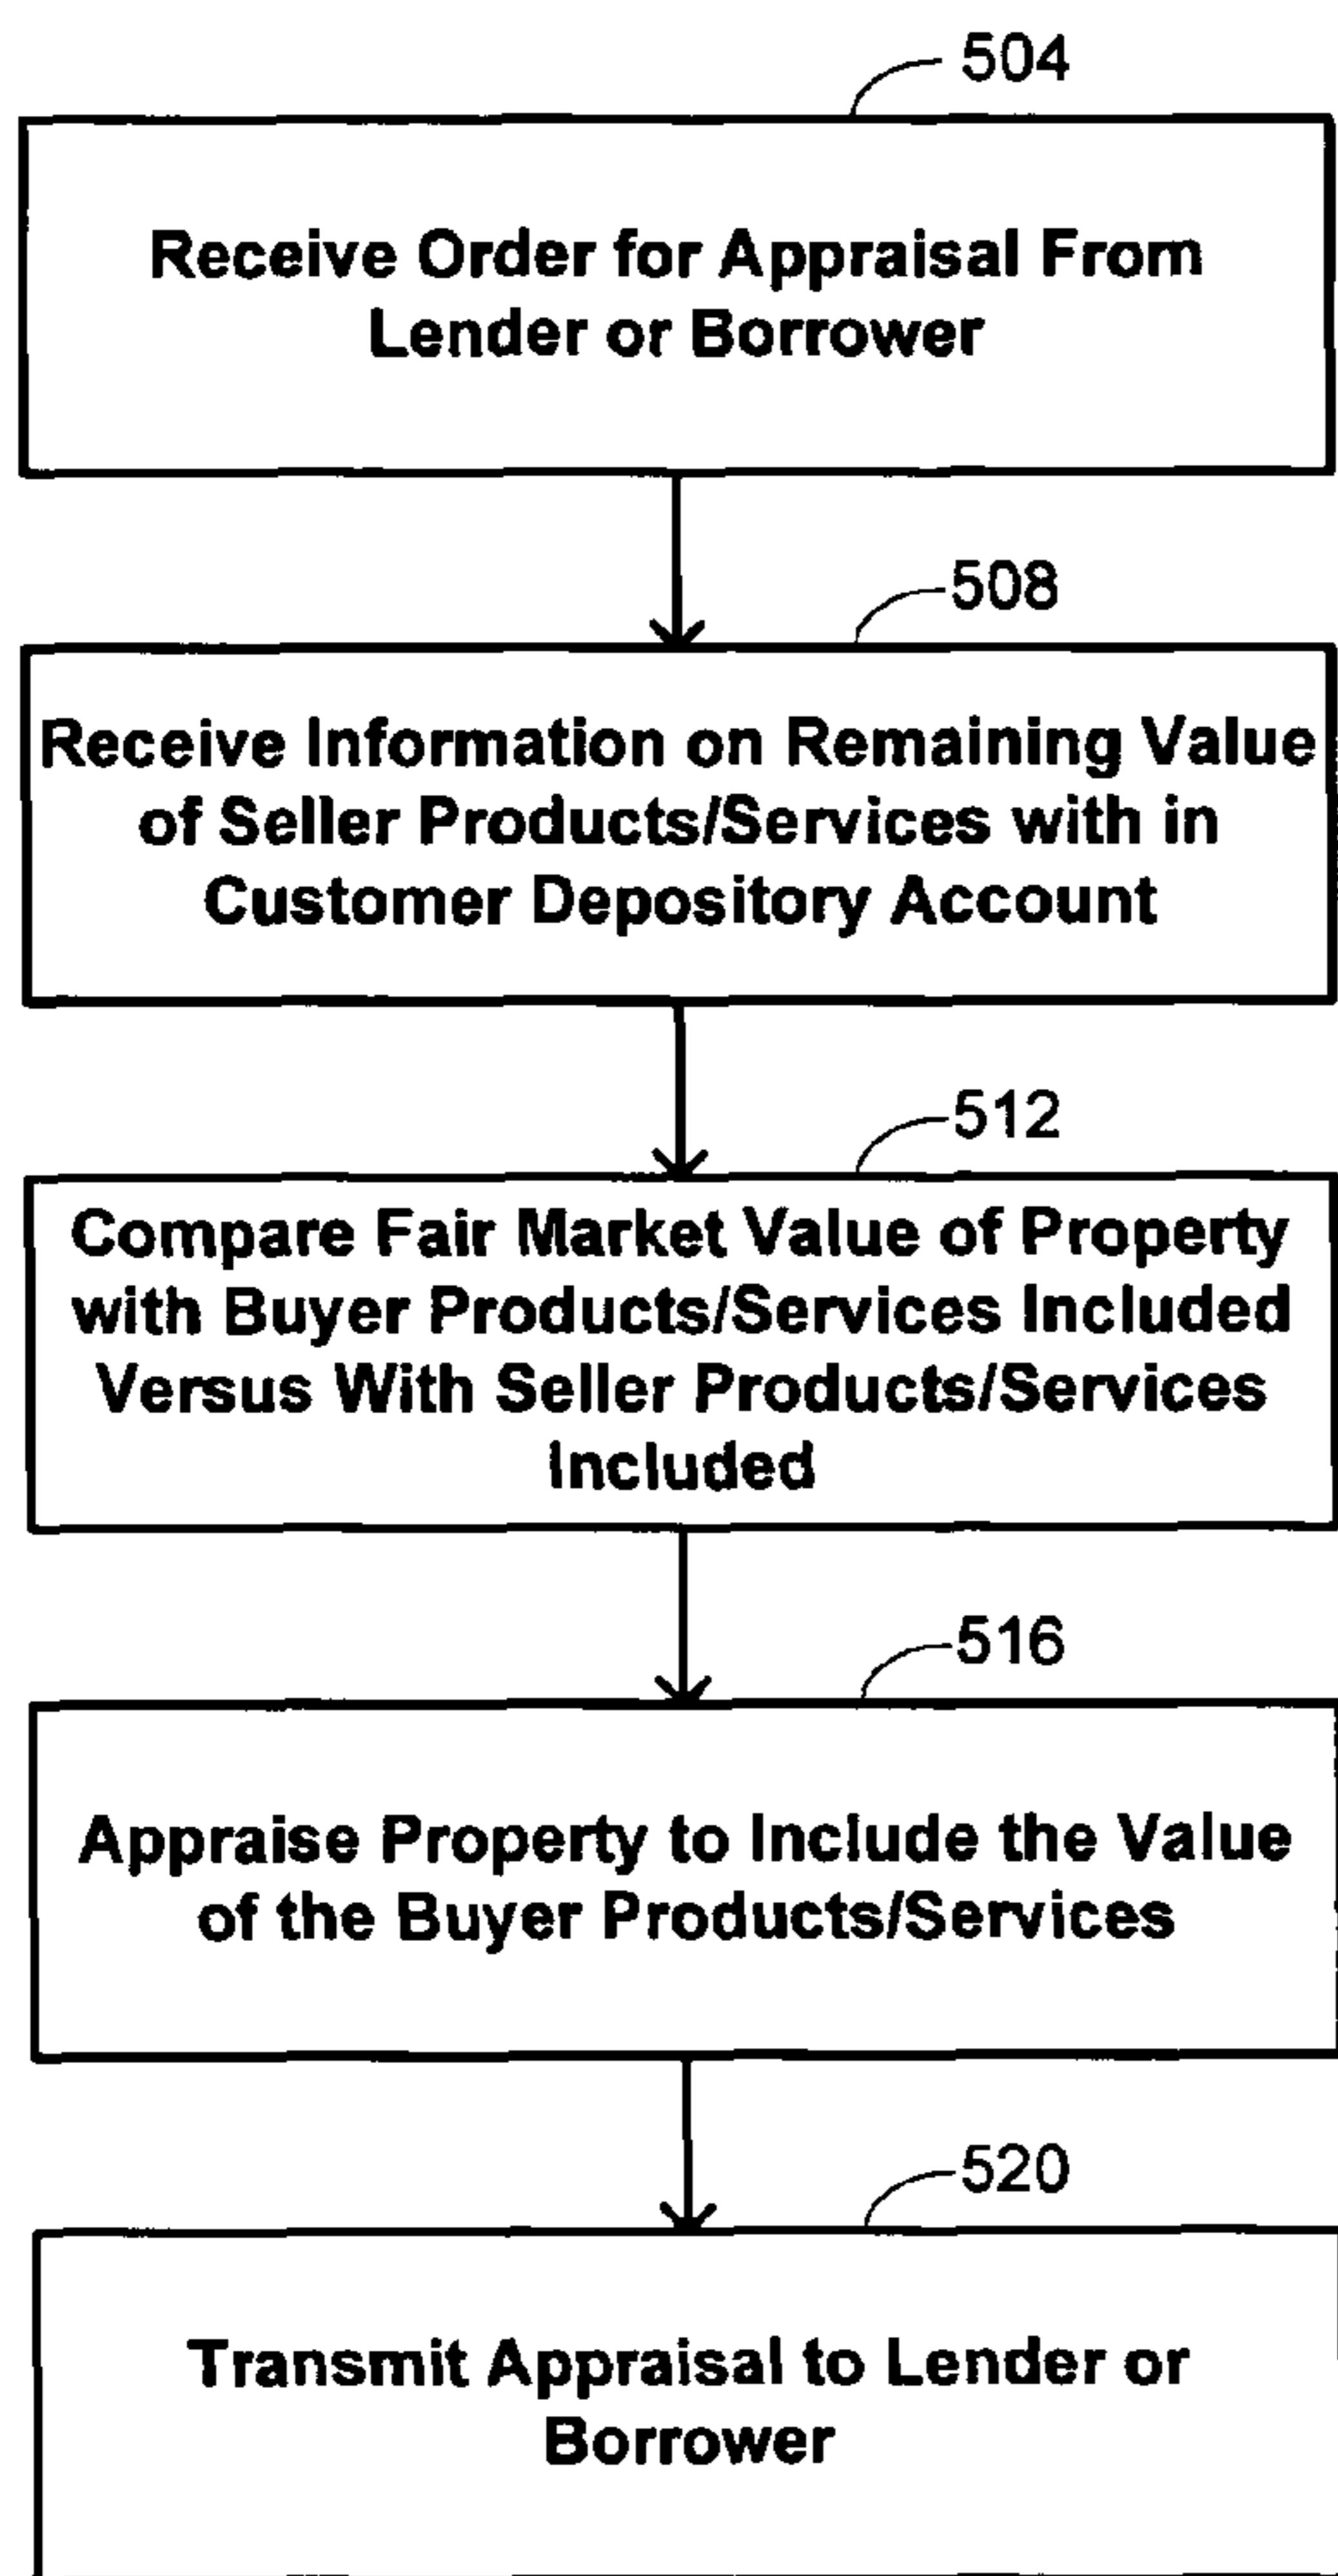 504
Receive Order for Appraisal From
Lender or Borrower
508
Receive Information on Remaining Value
of Seller Products/Services with in
Customer Depository Account
512
Compare Fair Market Value of Property
with Buyer Products/Services Included
Versus With Seller Products/Services
Included
516
Appraise Property to Include the Value
of the Buyer Products/Services
520
Transmit Appraisal to Lender or
Borrower